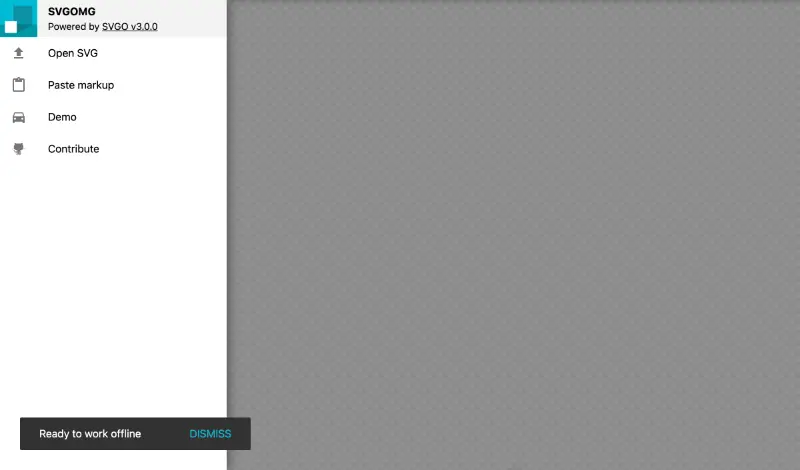 SVGOMG
Powered by SVGO v3.0.0
Open SVG
Paste markup
Demo
Contribute
Ready to work offline DISMISS